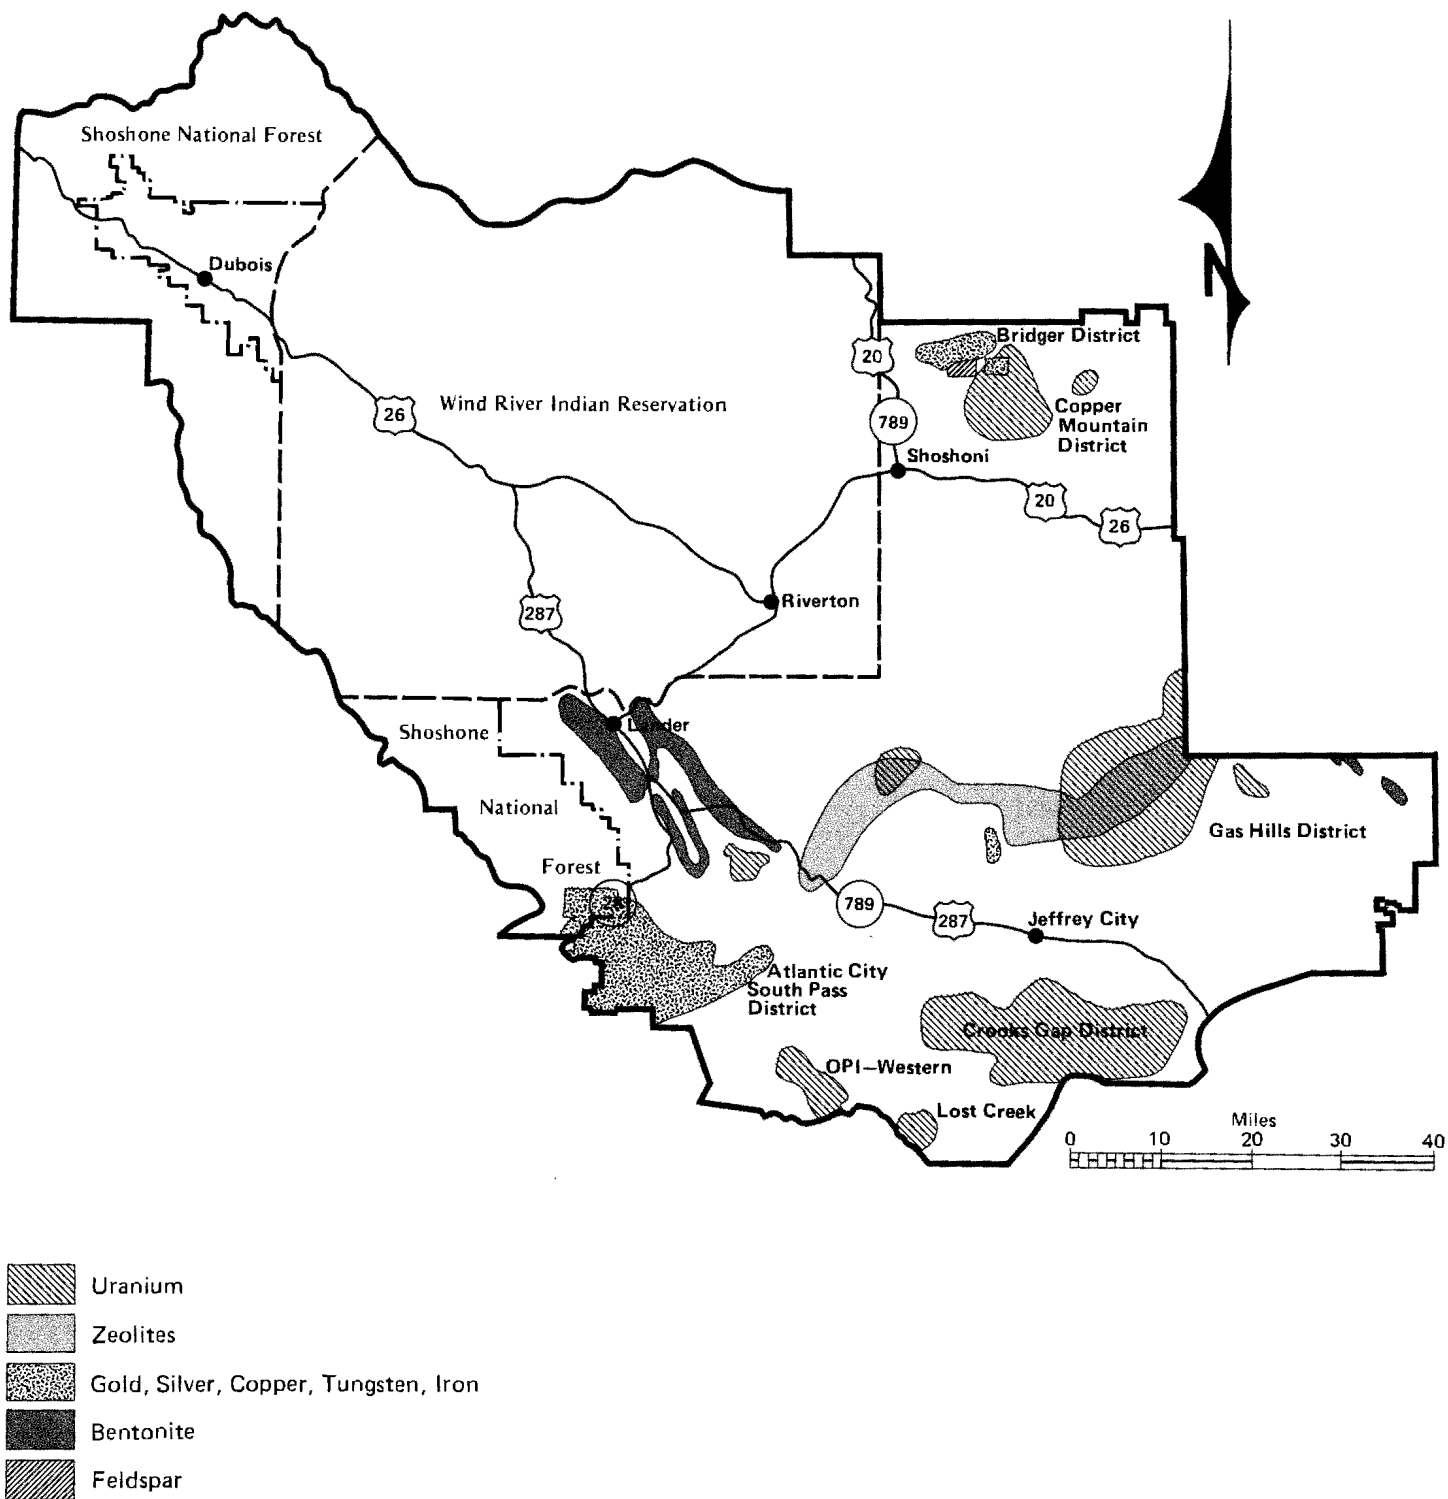 Shoshone National Forest
N
Dubois
Bridger District
20
26
Wind River Indian Reservation
789
Copper
Mountain
District
Shoshoni
20
26
287
Riverton
Lander
Shoshone
National
Forest
Gas Hills District
789
287
Jeffrey City
Atlantic City
South Pass
District
Crooks Gap District
OPI–Western
Lost Creek
Miles
0 10 20 30 40
Uranium
Zeolites
Gold, Silver, Copper, Tungsten, Iron
Bentonite
Feldspar